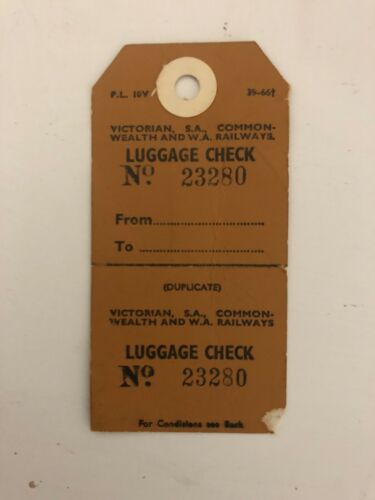 P.L. 10V 39-66†
VICTORIAN, S.A., COMMON-
WEALTH AND W.A. RAILWAYS.
LUGGAGE CHECK
Nº 23280
From..............................
To ..............................
(DUPLICATE)
VICTORIAN, S.A., COMMON-
WEALTH AND W.A. RAILWAYS
LUGGAGE CHECK
Nº 23280
For Conditions see Back